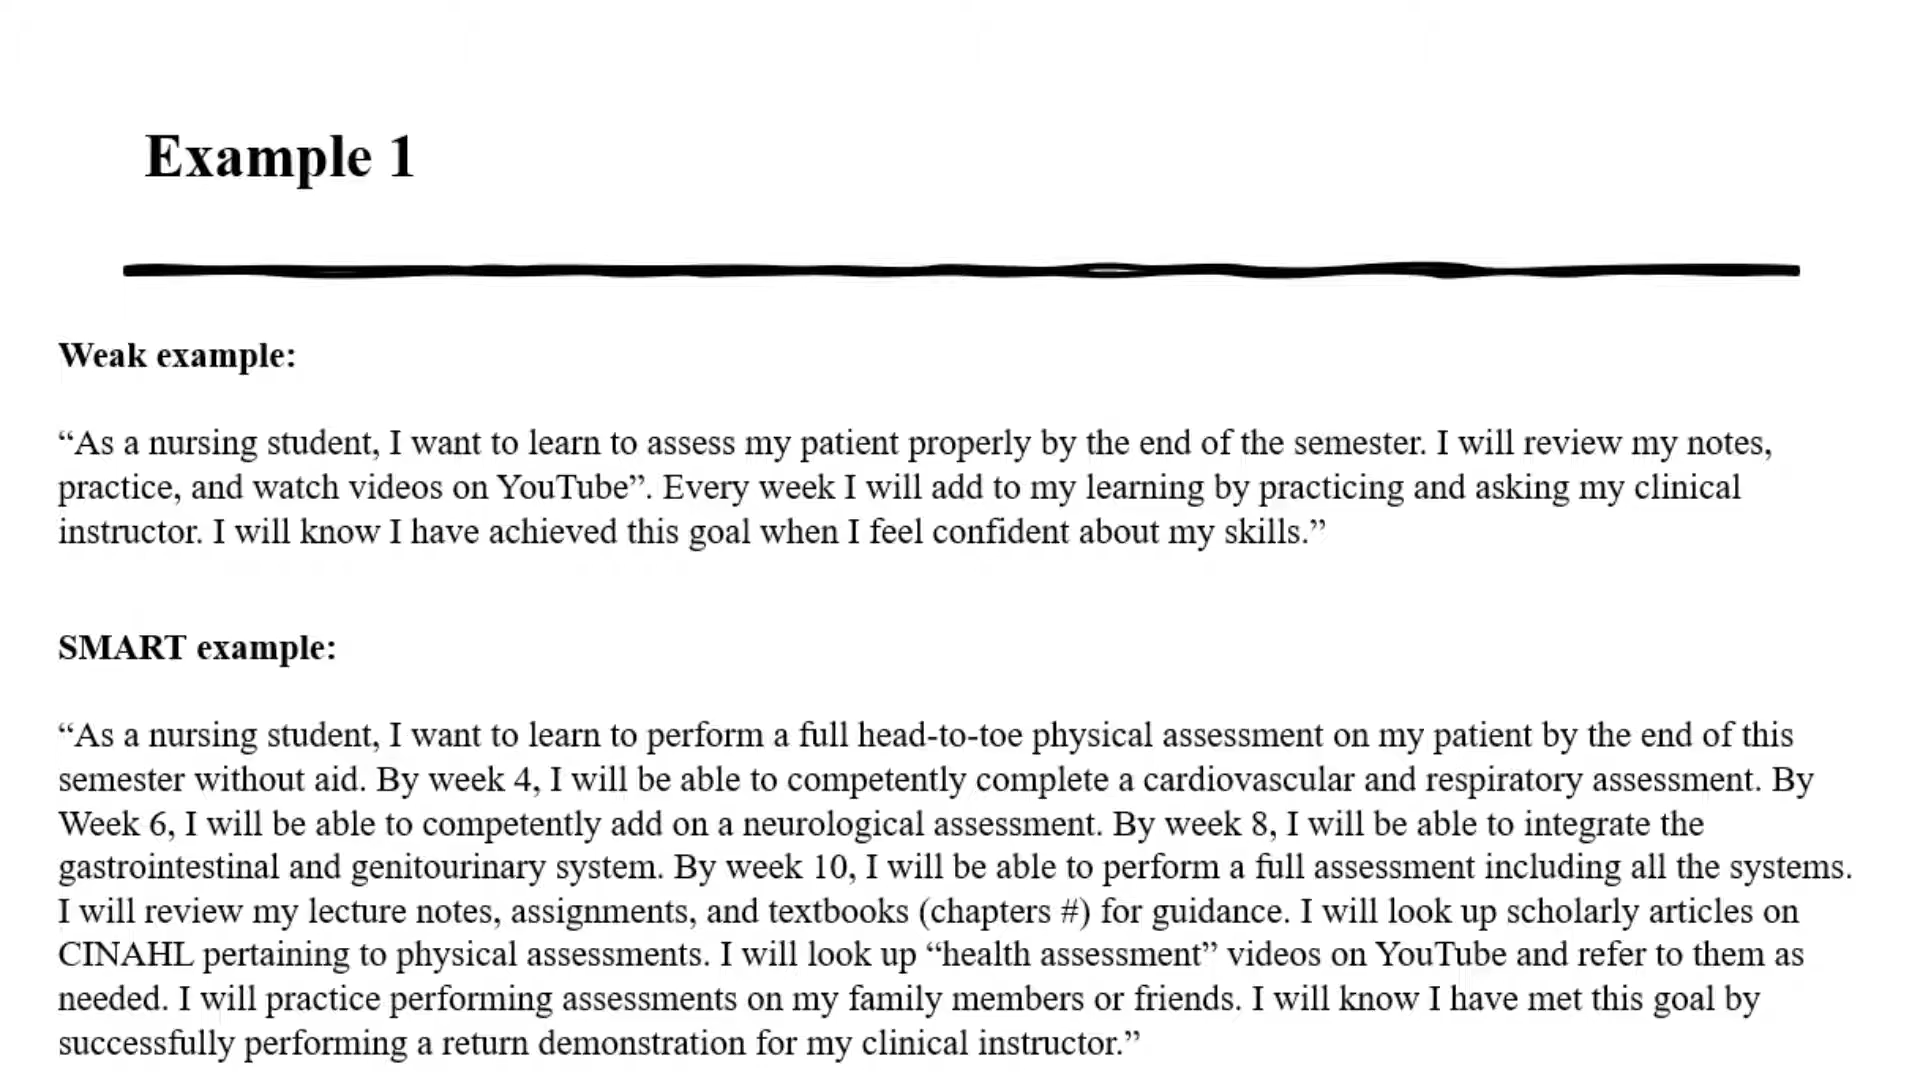 Example 1
Weak example:
“As a nursing student, I want to learn to assess my patient properly by the end of the semester. I will review my notes,
practice, and watch videos on YouTube”. Every week I will add to my learning by practicing and asking my clinical
instructor. I will know I have achieved this goal when I feel confident about my skills.”
SMART example:
“As a nursing student, I want to learn to perform a full head-to-toe physical assessment on my patient by the end of this
semester without aid. By week 4, I will be able to competently complete a cardiovascular and respiratory assessment. By
Week 6, I will be able to competently add on a neurological assessment. By week 8, I will be able to integrate the
gastrointestinal and genitourinary system. By week 10, I will be able to perform a full assessment including all the systems.
I will review my lecture notes, assignments, and textbooks (chapters #) for guidance. I will look up scholarly articles on
CINAHL pertaining to physical assessments. I will look up “health assessment” videos on YouTube and refer to them as
needed. I will practice performing assessments on my family members or friends. I will know I have met this goal by
successfully performing a return demonstration for my clinical instructor.”